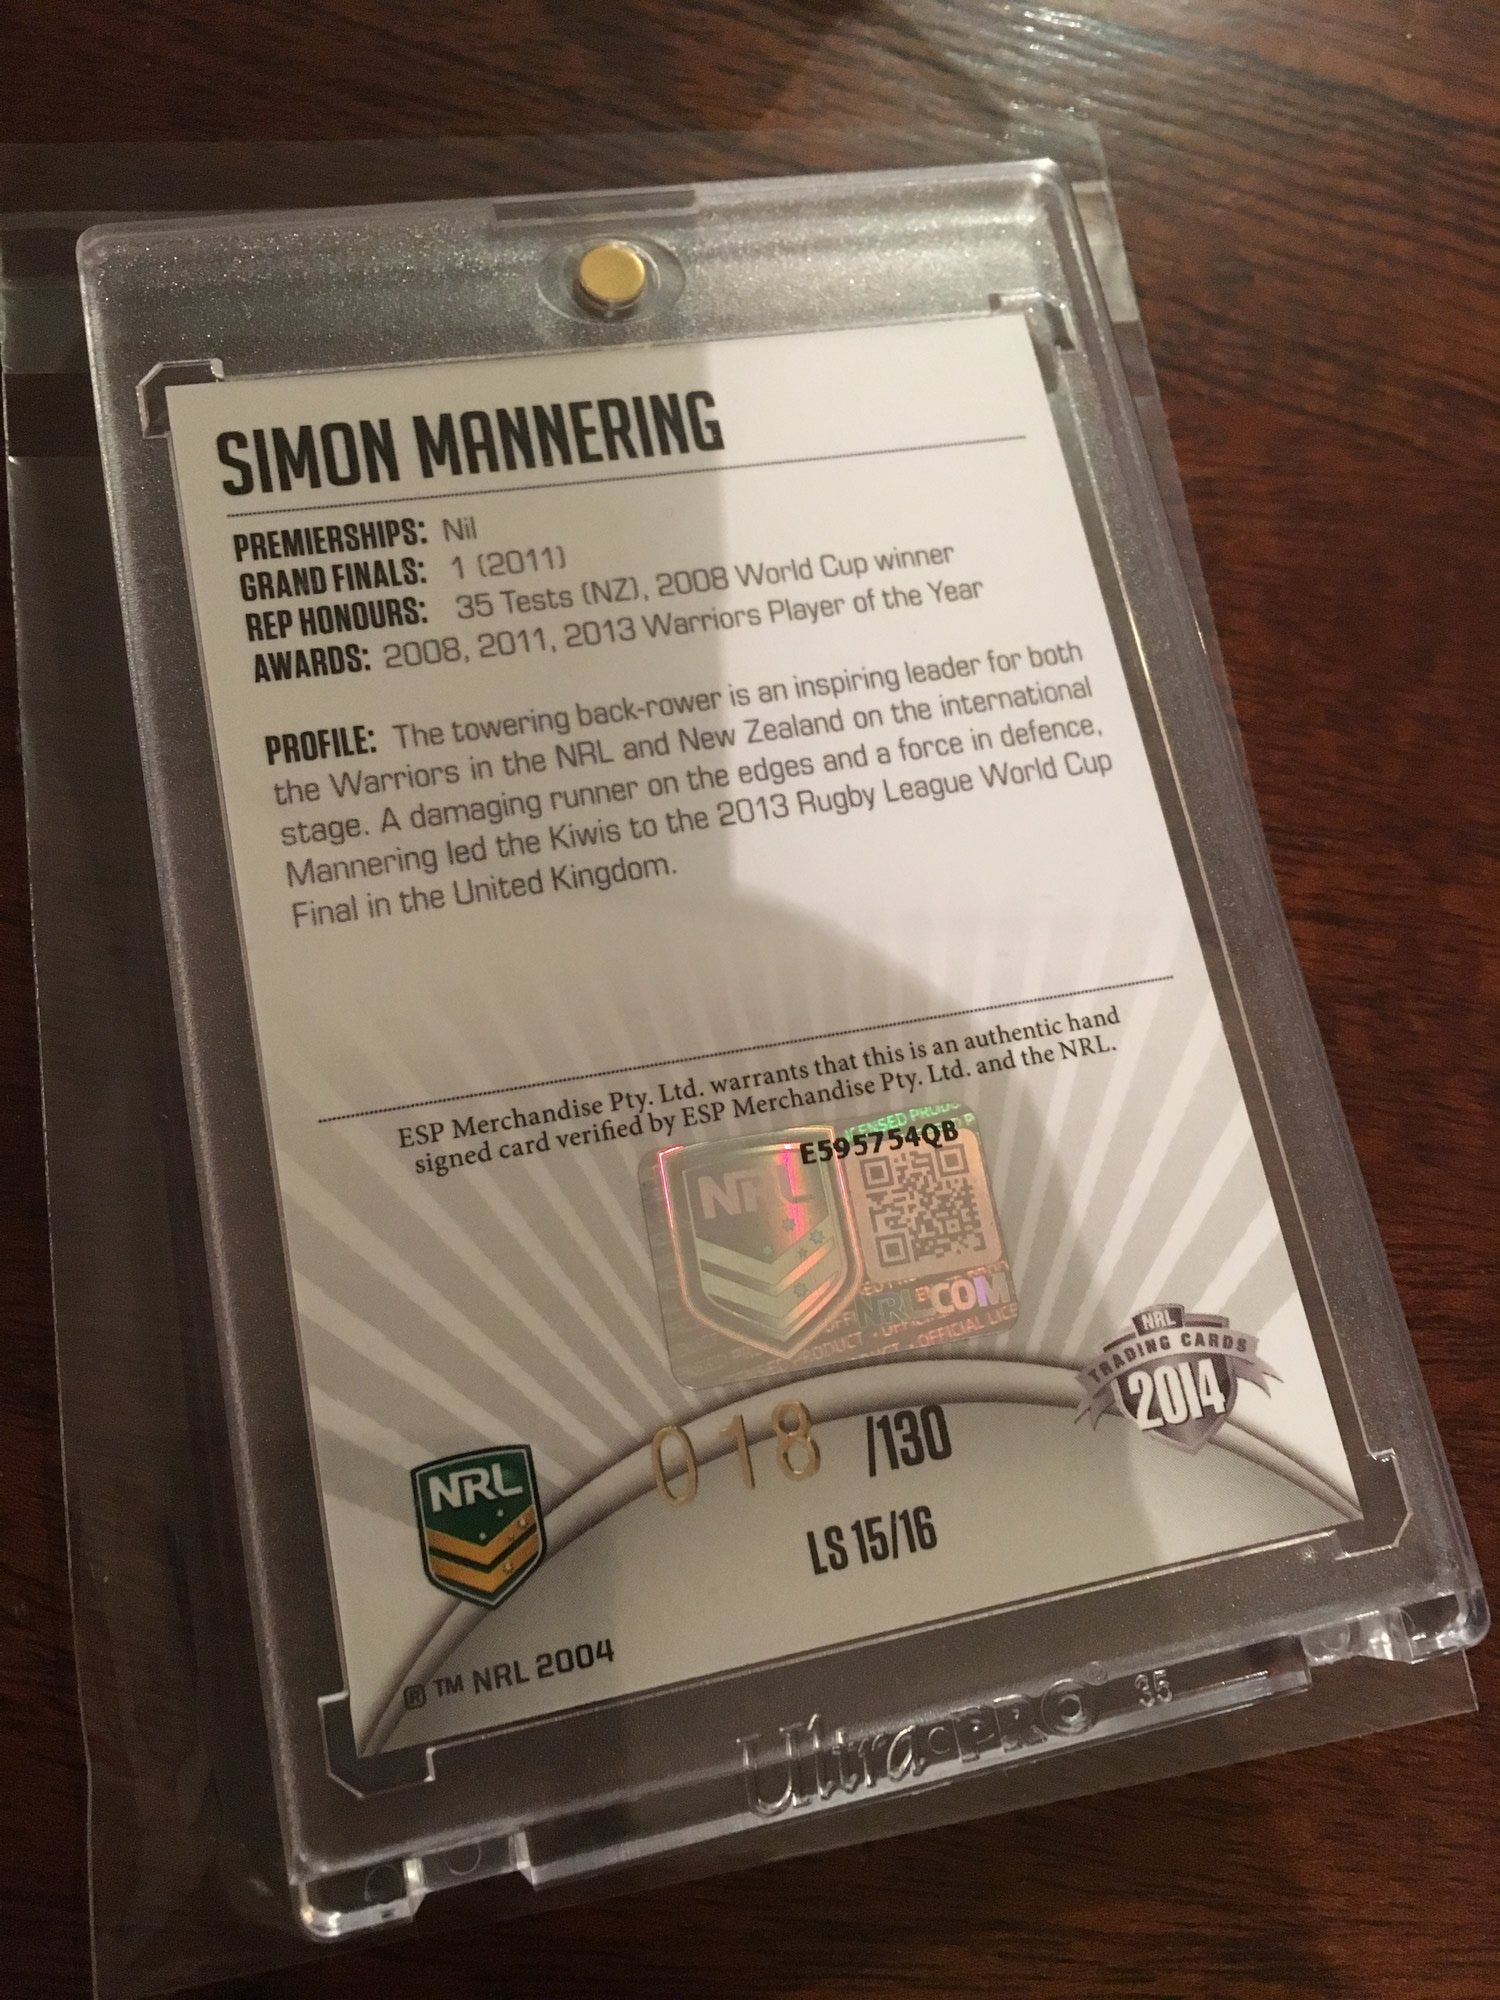 SIMON MANNERING
PREMIERSHIPS: Nil
GRAND FINALS: 1 (2011)
REP HONOURS: 35 Tests (NZ), 2008 World Cup winner
AWARDS: 2008, 2011, 2013 Warriors Player of the Year
PROFILE: The towering back-rower is an inspiring leader for both
the Warriors in the NRL and New Zealand on the international
stage. A damaging runner on the edges and a force in defence,
Mannering led the Kiwis to the 2013 Rugby League World Cup
Final in the United Kingdom.
ESP Merchandise Pty. Ltd. warrants that this is an authentic hand
signed card verified by ESP Merchandise Pty. Ltd. and the NRL.
E595754QB
NRL
NRL.COM
OFFICIAL
NRL
TRADING CARDS
2014
018 /130
NRL
LS 15/16
® ™ NRL 2004
Ultra PRO® 35